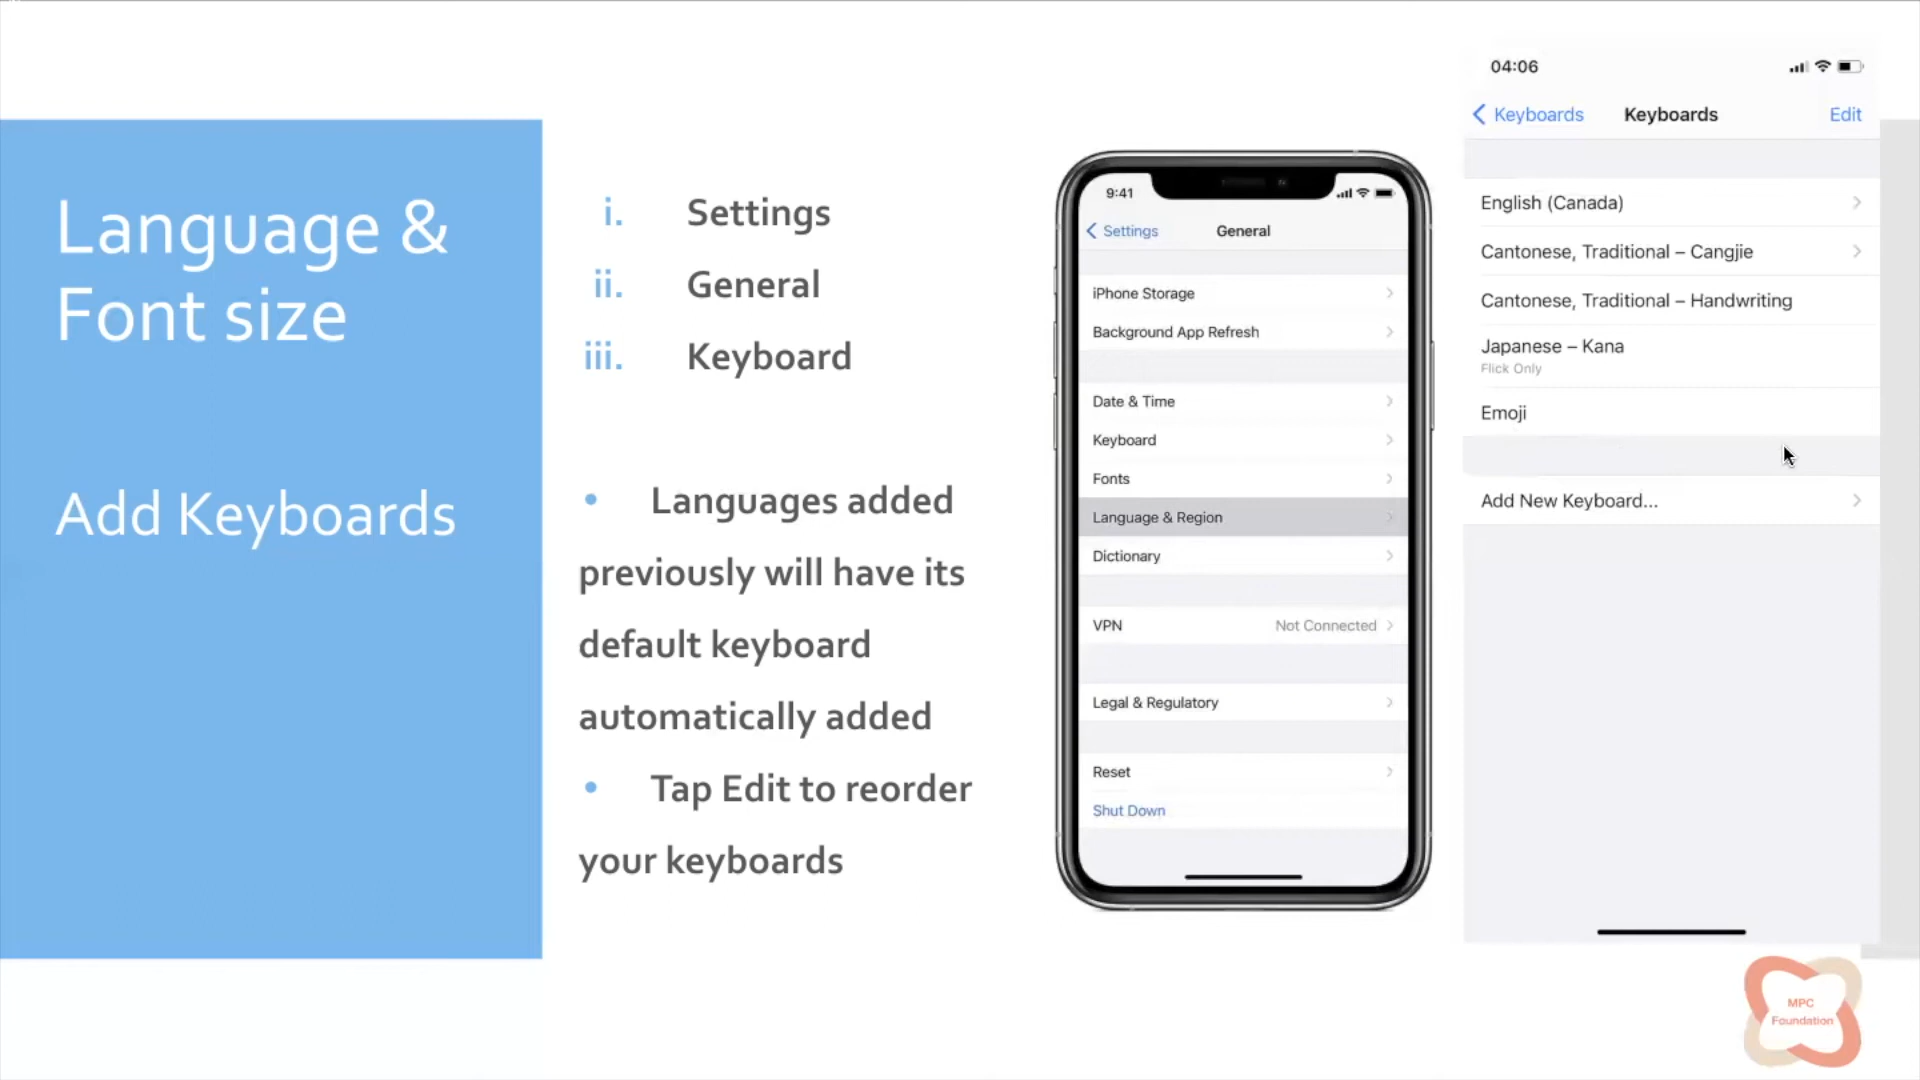 Language &
Font size
Add Keyboards
i. Settings
ii. General
iii. Keyboard
• Languages added
previously will have its
default keyboard
automatically added
• Tap Edit to reorder
your keyboards
9:41
Settings General
iPhone Storage
Background App Refresh
Date & Time
Keyboard
Fonts
Language & Region
Dictionary
VPN Not Connected
Legal & Regulatory
Reset
Shut Down
04:06
Keyboards Keyboards Edit
English (Canada)
Cantonese, Traditional – Cangjie
Cantonese, Traditional – Handwriting
Japanese – Kana
Flick Only
Emoji
Add New Keyboard...
MPC
Foundation